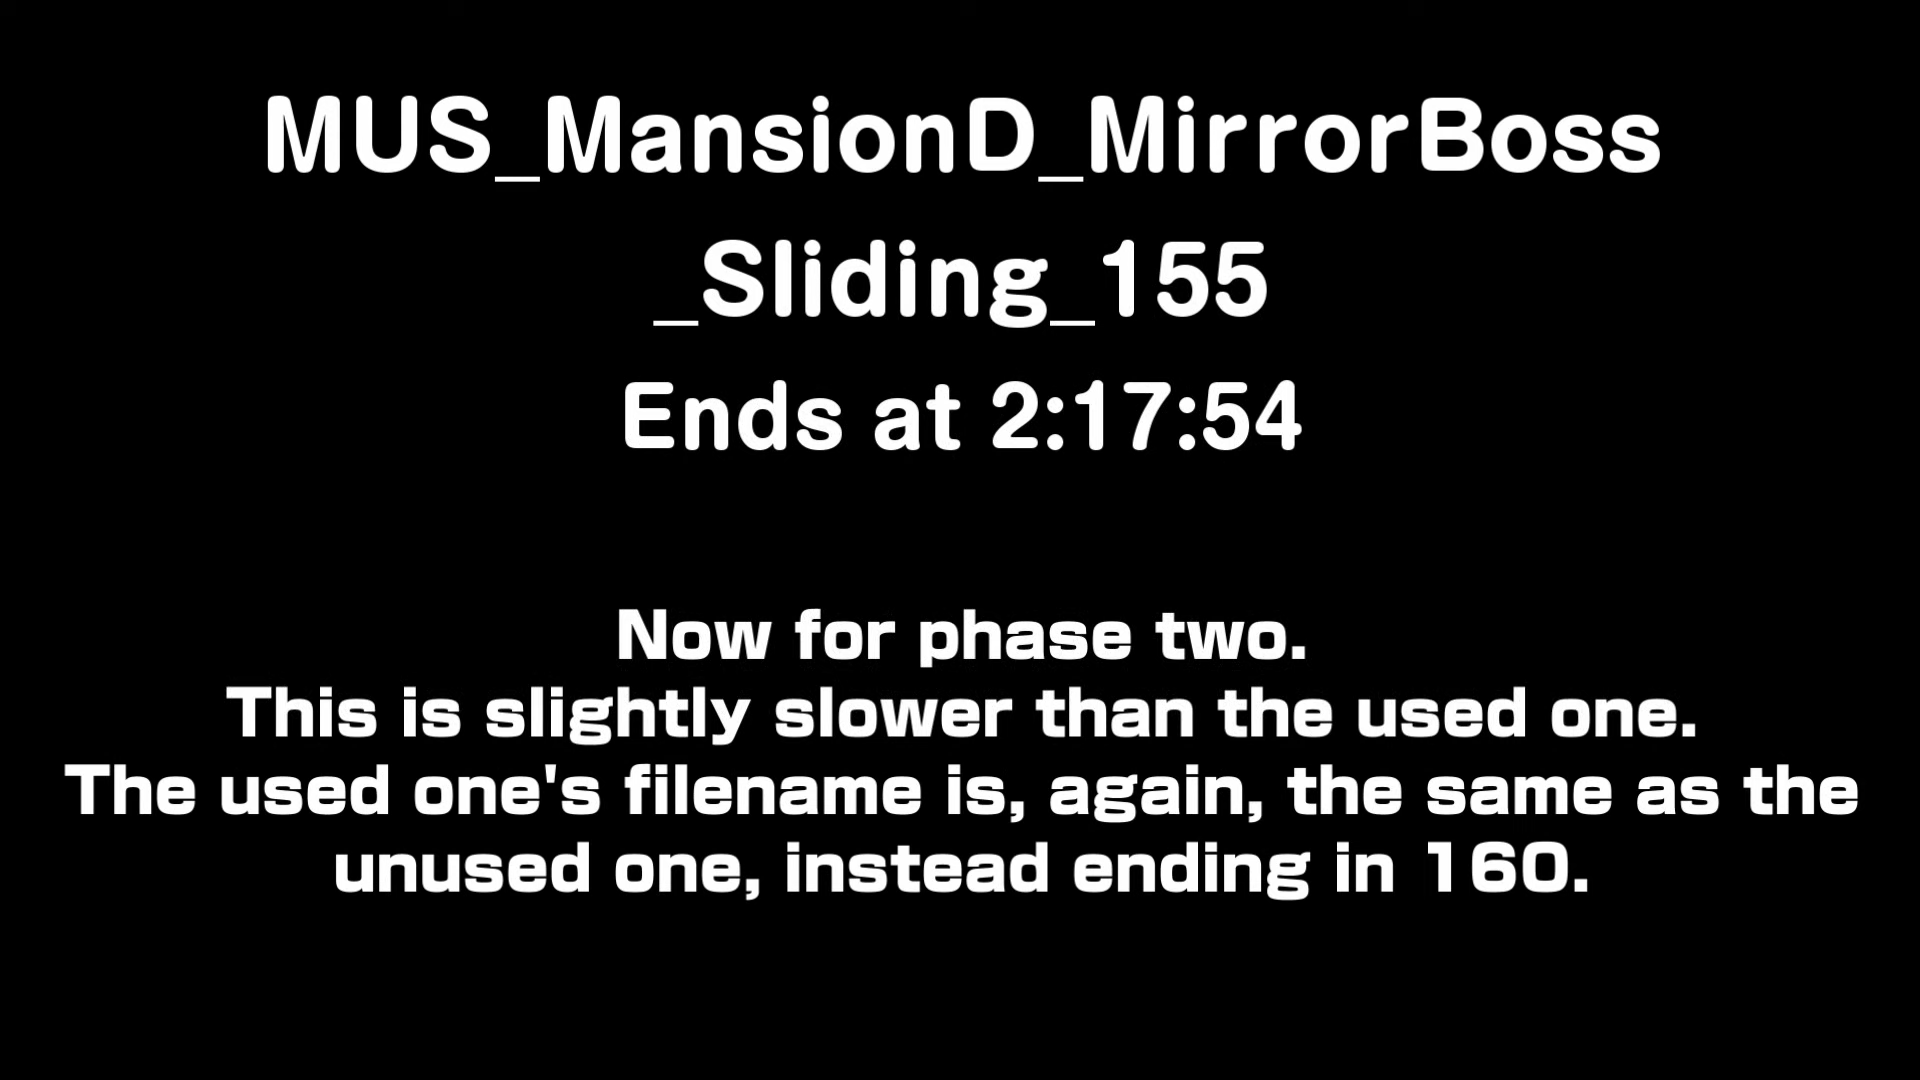 MUS_MansionD_MirrorBoss
_Sliding_155
Ends at 2:17:54
Now for phase two.
This is slightly slower than the used one.
The used one's filename is, again, the same as the
unused one, instead ending in 160.